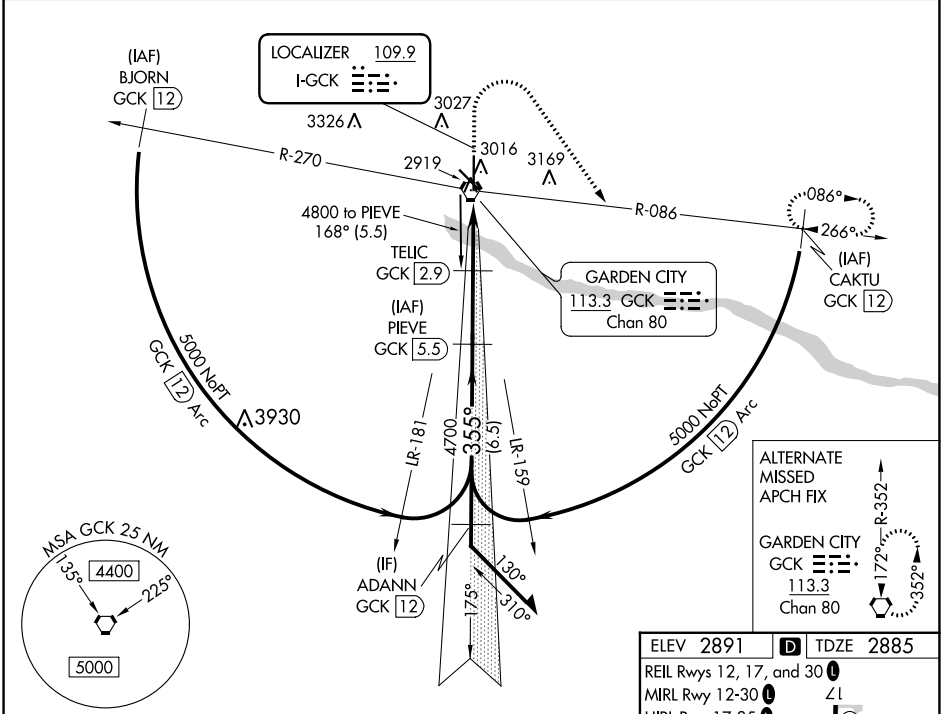 (IAF)
BJORN
GCK 12
LOCALIZER 109.9
I-GCK
3326
3027
3016
3169
2919
R-270
R-086
086°
266°
(IAF)
CAKTU
GCK 12
4800 to PIEVE
168° (5.5)
TELIC
GCK 2.9
(IAF)
PIEVE
GCK 5.5
GARDEN CITY
113.3 GCK
Chan 80
5000 NoPT
GCK 12 Arc
3930
LR-181
4700
355°
(6.5)
LR-159
5000 NoPT
GCK 12 Arc
(IF)
ADANN
GCK 12
130°
310°
175°
MSA GCK 25 NM
135°
4400
225°
5000
ALTERNATE
MISSED
APCH FIX
R-352
GARDEN CITY
GCK
113.3
Chan 80
172°
352°
ELEV 2891 D TDZE 2885
REIL Rwys 12, 17, and 30 L
MIRL Rwy 12-30 L
17